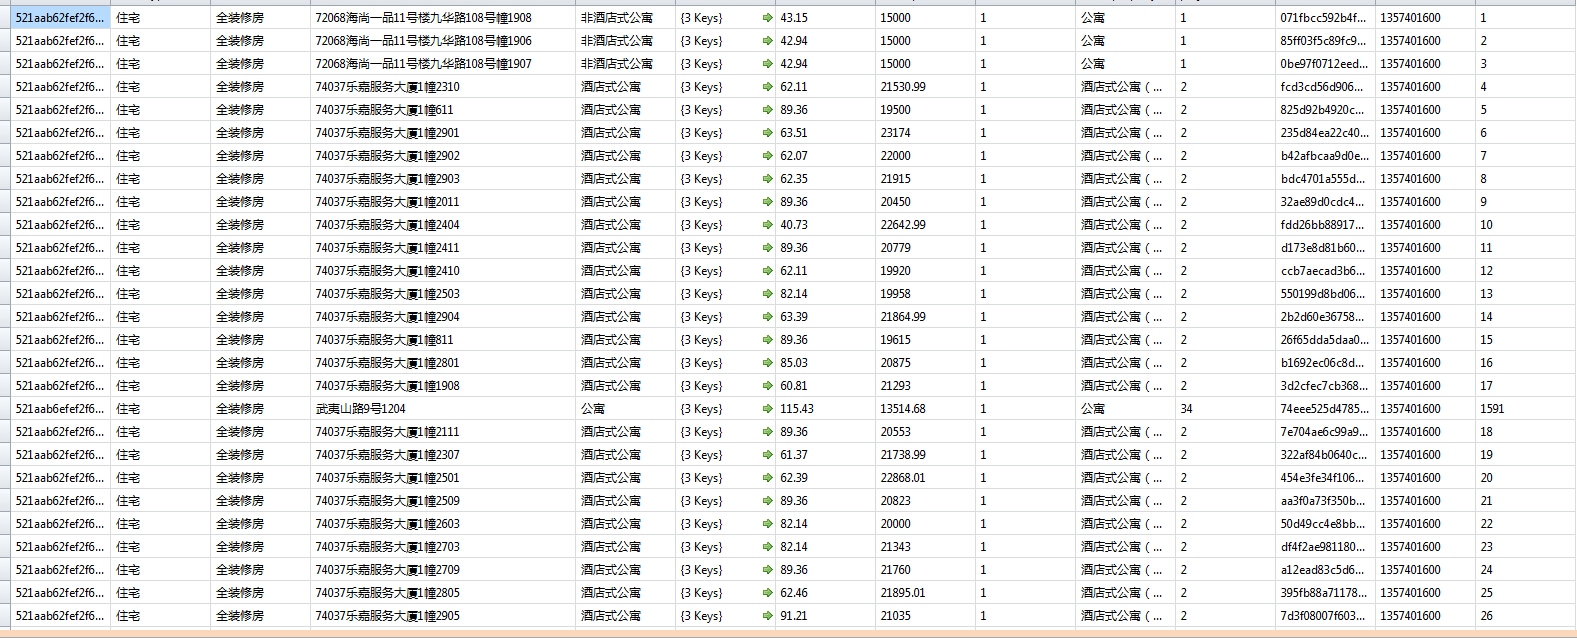 521aab62fef2f6... 住宅 全装修房 72068海尚一品11号楼九华路108号幢1908 非酒店式公寓 {3 Keys} 43.15 15000 1 公寓 1 071fbcc592b4f... 1357401600 1
521aab62fef2f6... 住宅 全装修房 72068海尚一品11号楼九华路108号幢1906 非酒店式公寓 {3 Keys} 42.94 15000 1 公寓 1 85ff03f5c89fc9... 1357401600 2
521aab62fef2f6... 住宅 全装修房 72068海尚一品11号楼九华路108号幢1907 非酒店式公寓 {3 Keys} 42.94 15000 1 公寓 1 0be97f0712eed... 1357401600 3
521aab62fef2f6... 住宅 全装修房 74037乐嘉服务大厦1幢2310 酒店式公寓 {3 Keys} 62.11 21530.99 1 酒店式公寓（... 2 fcd3cd56d906... 1357401600 4
521aab62fef2f6... 住宅 全装修房 74037乐嘉服务大厦1幢611 酒店式公寓 {3 Keys} 89.36 19500 1 酒店式公寓（... 2 825d92b4920c... 1357401600 5
521aab62fef2f6... 住宅 全装修房 74037乐嘉服务大厦1幢2901 酒店式公寓 {3 Keys} 63.51 23174 1 酒店式公寓（... 2 235d84ea22c40... 1357401600 6
521aab62fef2f6... 住宅 全装修房 74037乐嘉服务大厦1幢2902 酒店式公寓 {3 Keys} 62.07 22000 1 酒店式公寓（... 2 b42afbcaa9d0e... 1357401600 7
521aab62fef2f6... 住宅 全装修房 74037乐嘉服务大厦1幢2903 酒店式公寓 {3 Keys} 62.35 21915 1 酒店式公寓（... 2 bdc4701a555d... 1357401600 8
521aab62fef2f6... 住宅 全装修房 74037乐嘉服务大厦1幢2011 酒店式公寓 {3 Keys} 89.36 20450 1 酒店式公寓（... 2 32ae89d0cdc4... 1357401600 9
521aab62fef2f6... 住宅 全装修房 74037乐嘉服务大厦1幢2404 酒店式公寓 {3 Keys} 40.73 22642.99 1 酒店式公寓（... 2 fdd26bb88917... 1357401600 10
521aab62fef2f6... 住宅 全装修房 74037乐嘉服务大厦1幢2411 酒店式公寓 {3 Keys} 89.36 20779 1 酒店式公寓（... 2 d173e8d81b60... 1357401600 11
521aab62fef2f6... 住宅 全装修房 74037乐嘉服务大厦1幢2410 酒店式公寓 {3 Keys} 62.11 19920 1 酒店式公寓（... 2 ccb7aecad3b6... 1357401600 12
521aab62fef2f6... 住宅 全装修房 74037乐嘉服务大厦1幢2503 酒店式公寓 {3 Keys} 82.14 19958 1 酒店式公寓（... 2 550199d8bd06... 1357401600 13
521aab62fef2f6... 住宅 全装修房 74037乐嘉服务大厦1幢2904 酒店式公寓 {3 Keys} 63.39 21864.99 1 酒店式公寓（... 2 2b2d60e36758... 1357401600 14
521aab62fef2f6... 住宅 全装修房 74037乐嘉服务大厦1幢811 酒店式公寓 {3 Keys} 89.36 19615 1 酒店式公寓（... 2 26f65dda5daa0... 1357401600 15
521aab62fef2f6... 住宅 全装修房 74037乐嘉服务大厦1幢2801 酒店式公寓 {3 Keys} 85.03 20875 1 酒店式公寓（... 2 b1692ec06c8d... 1357401600 16
521aab62fef2f6... 住宅 全装修房 74037乐嘉服务大厦1幢1908 酒店式公寓 {3 Keys} 60.81 21293 1 酒店式公寓（... 2 3d2cfec7cb368... 1357401600 17
521aab6efef2f6... 住宅 全装修房 武夷山路9号1204 公寓 {3 Keys} 115.43 13514.68 1 公寓 34 74eee525d4785... 1357401600 1591
521aab62fef2f6... 住宅 全装修房 74037乐嘉服务大厦1幢2111 酒店式公寓 {3 Keys} 89.36 20553 1 酒店式公寓（... 2 7e704ae6c99a9... 1357401600 18
521aab62fef2f6... 住宅 全装修房 74037乐嘉服务大厦1幢2307 酒店式公寓 {3 Keys} 61.37 21738.99 1 酒店式公寓（... 2 322af84b0640c... 1357401600 19
521aab62fef2f6... 住宅 全装修房 74037乐嘉服务大厦1幢2501 酒店式公寓 {3 Keys} 62.39 22868.01 1 酒店式公寓（... 2 454e3fe34f106... 1357401600 20
521aab62fef2f6... 住宅 全装修房 74037乐嘉服务大厦1幢2509 酒店式公寓 {3 Keys} 89.36 20823 1 酒店式公寓（... 2 aa3f0a73f350b... 1357401600 21
521aab62fef2f6... 住宅 全装修房 74037乐嘉服务大厦1幢2603 酒店式公寓 {3 Keys} 82.14 20000 1 酒店式公寓（... 2 50d49cc4e8bb... 1357401600 22
521aab62fef2f6... 住宅 全装修房 74037乐嘉服务大厦1幢2703 酒店式公寓 {3 Keys} 82.14 21343 1 酒店式公寓（... 2 df4f2ae981180... 1357401600 23
521aab62fef2f6... 住宅 全装修房 74037乐嘉服务大厦1幢2709 酒店式公寓 {3 Keys} 89.36 21760 1 酒店式公寓（... 2 a12ead83c5d6... 1357401600 24
521aab62fef2f6... 住宅 全装修房 74037乐嘉服务大厦1幢2805 酒店式公寓 {3 Keys} 62.46 21895.01 1 酒店式公寓（... 2 395fb88a71178... 1357401600 25
521aab62fef2f6... 住宅 全装修房 74037乐嘉服务大厦1幢2905 酒店式公寓 {3 Keys} 91.21 21035 1 酒店式公寓（... 2 7d3f08007f603... 1357401600 26